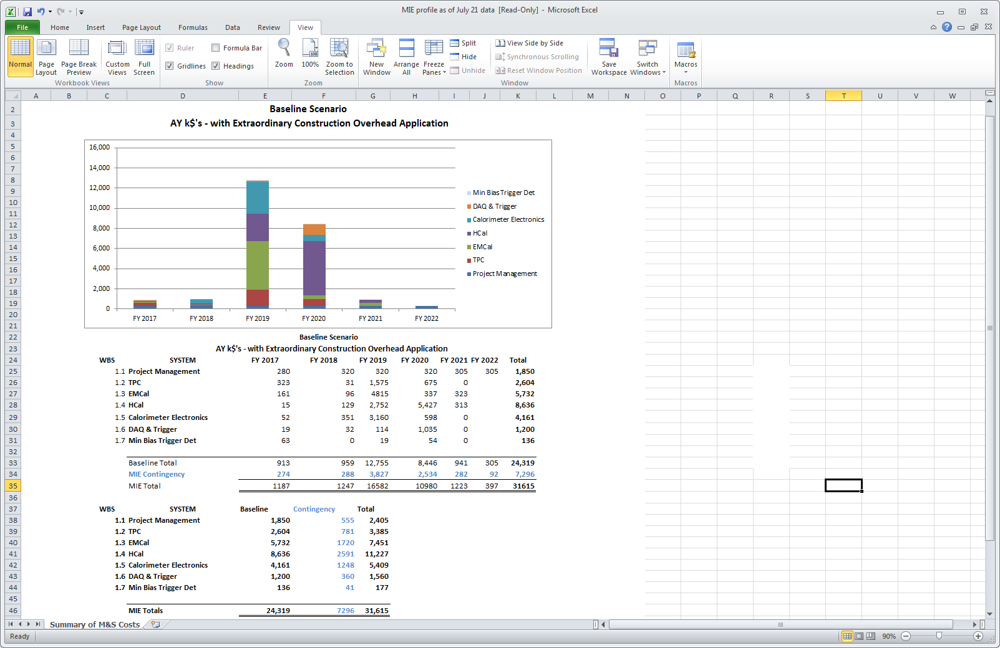 MIE profile as of July 21 data [Read-Only] - Microsoft Excel
File Home Insert Page Layout Formulas Data Review View
Normal Page Layout Page Break Preview Custom Views Full Screen
Workbook Views
Ruler Formula Bar
Gridlines Headings
Show
Zoom 100% Zoom to Selection
Zoom
New Window Arrange All Freeze Panes
Split
Hide
Unhide
View Side by Side
Synchronous Scrolling
Reset Window Position
Save Workspace Switch Windows
Window
Macros
Macros
A B C D E F G H I J K L M N O P Q R S T U V W
2 Baseline Scenario
3 AY k$'s - with Extraordinary Construction Overhead Application
4
5
6
7
8
9
10
11
12
13
14
15
16
17
18
19
20
21
16,000
14,000
12,000
10,000
8,000
6,000
4,000
2,000
0
FY 2017 FY 2018 FY 2019 FY 2020 FY 2021 FY 2022
Min Bias Trigger Det
DAQ & Trigger
Calorimeter Electronics
HCal
EMCal
TPC
Project Management
22 Baseline Scenario
23 AY k$'s - with Extraordinary Construction Overhead Application
24 WBS SYSTEM FY 2017 FY 2018 FY 2019 FY 2020 FY 2021 FY 2022 Total
25 1.1 Project Management 280 320 320 320 305 305 1,850
26 1.2 TPC 323 31 1,575 675 0 2,604
27 1.3 EMCal 161 96 4815 337 323 5,732
28 1.4 HCal 15 129 2,752 5,427 313 8,636
29 1.5 Calorimeter Electronics 52 351 3,160 598 0 4,161
30 1.6 DAQ & Trigger 19 32 114 1,035 0 1,200
31 1.7 Min Bias Trigger Det 63 0 19 54 0 136
32
33 Baseline Total 913 959 12,755 8,446 941 305 24,319
34 MIE Contingency 274 288 3,827 2,534 282 92 7,296
35 MIE Total 1187 1247 16582 10980 1223 397 31615
36
37 WBS SYSTEM Baseline Contingency Total
38 1.1 Project Management 1,850 555 2,405
39 1.2 TPC 2,604 781 3,385
40 1.3 EMCal 5,732 1720 7,451
41 1.4 HCal 8,636 2591 11,227
42 1.5 Calorimeter Electronics 4,161 1248 5,409
43 1.6 DAQ & Trigger 1,200 360 1,560
44 1.7 Min Bias Trigger Det 136 41 177
45
46 MIE Totals 24,319 7296 31,615
Summary of M&S Costs
Ready 90%